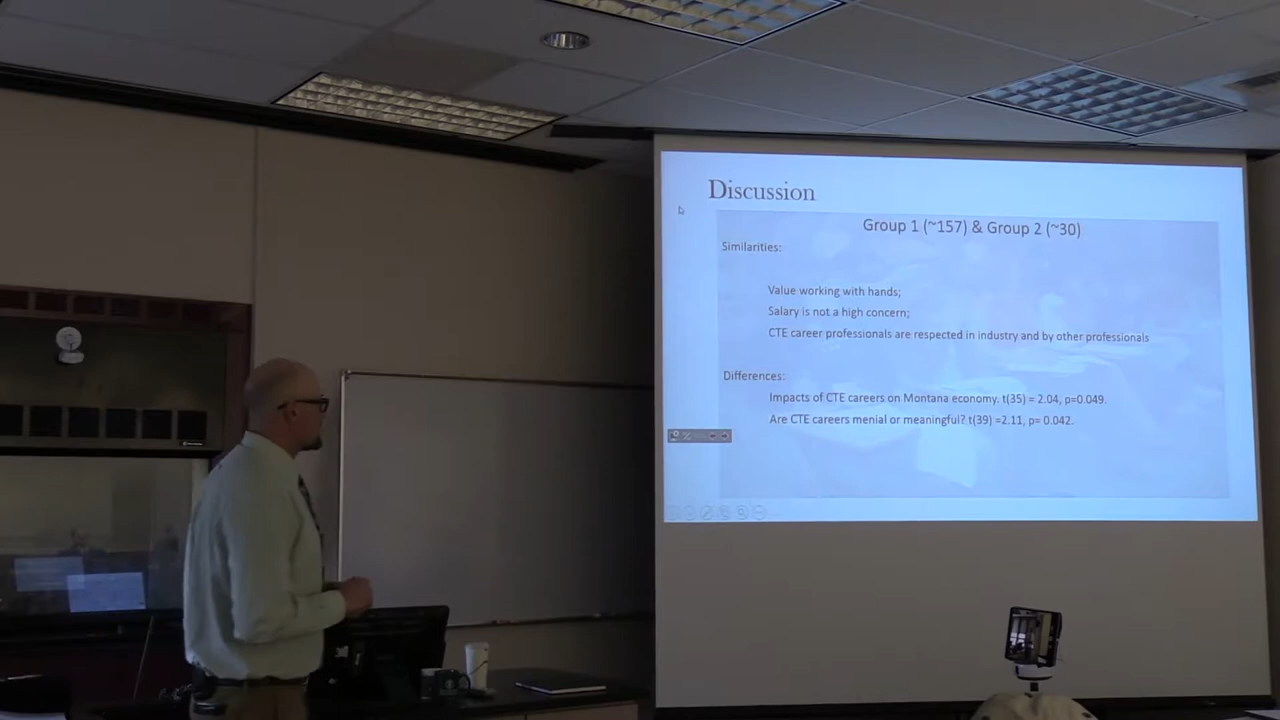 Discussion
Group 1 (~157) & Group 2 (~30)
Similarities:
Value working with hands;
Salary is not a high concern;
CTE career professionals are respected in industry and by other professionals
Differences:
Impacts of CTE careers on Montana economy. t(35) = 2.04, p=0.049.
Are CTE careers menial or meaningful? t(39) =2.11, p= 0.042.